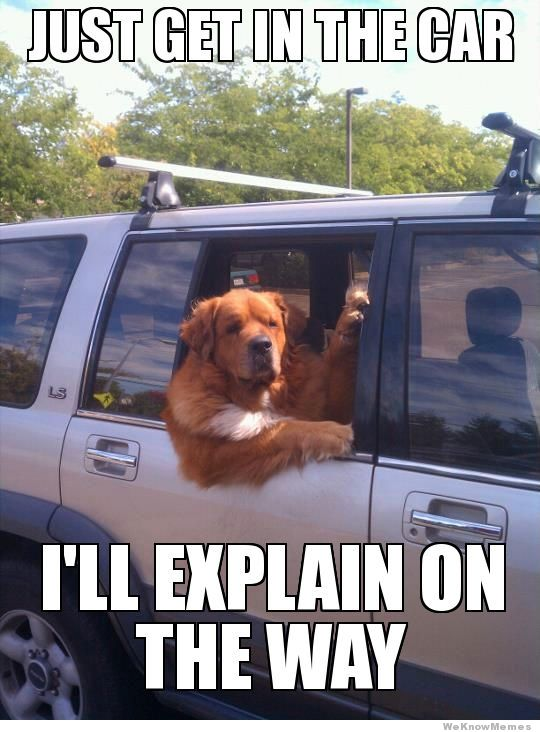 JUST GET IN THE CAR
LS
I'LL EXPLAIN ON
THE WAY
WeKnowMemes